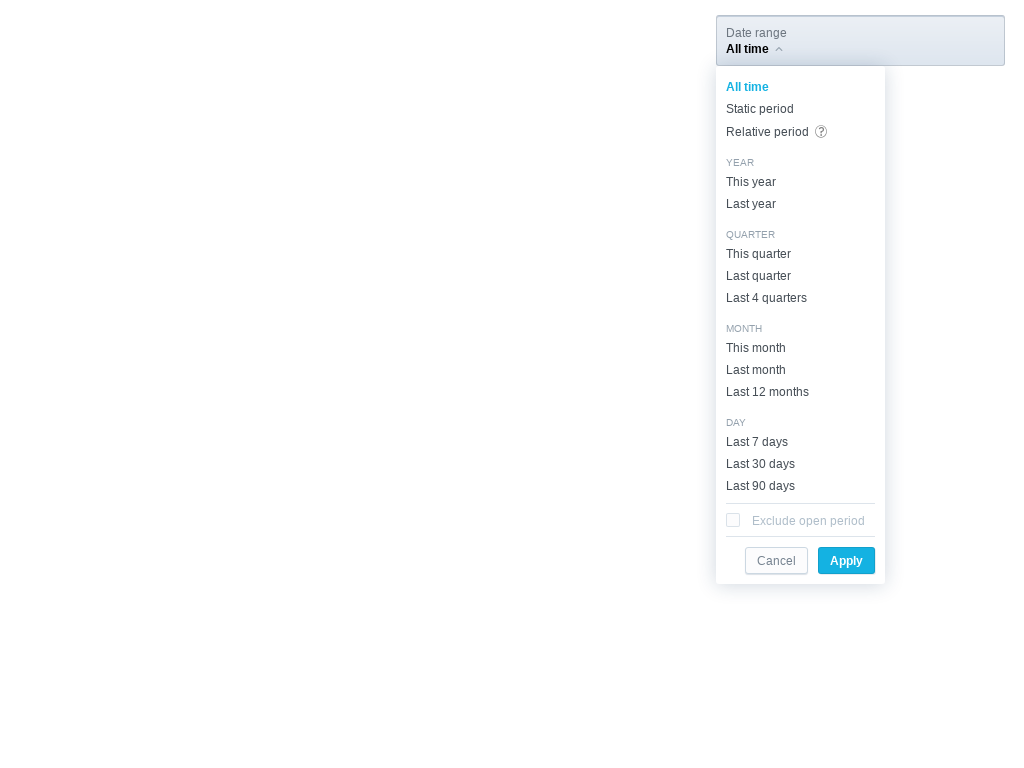 Date range
All time
All time
Static period
Relative period ?
YEAR
This year
Last year
QUARTER
This quarter
Last quarter
Last 4 quarters
MONTH
This month
Last month
Last 12 months
DAY
Last 7 days
Last 30 days
Last 90 days
Exclude open period
Cancel Apply